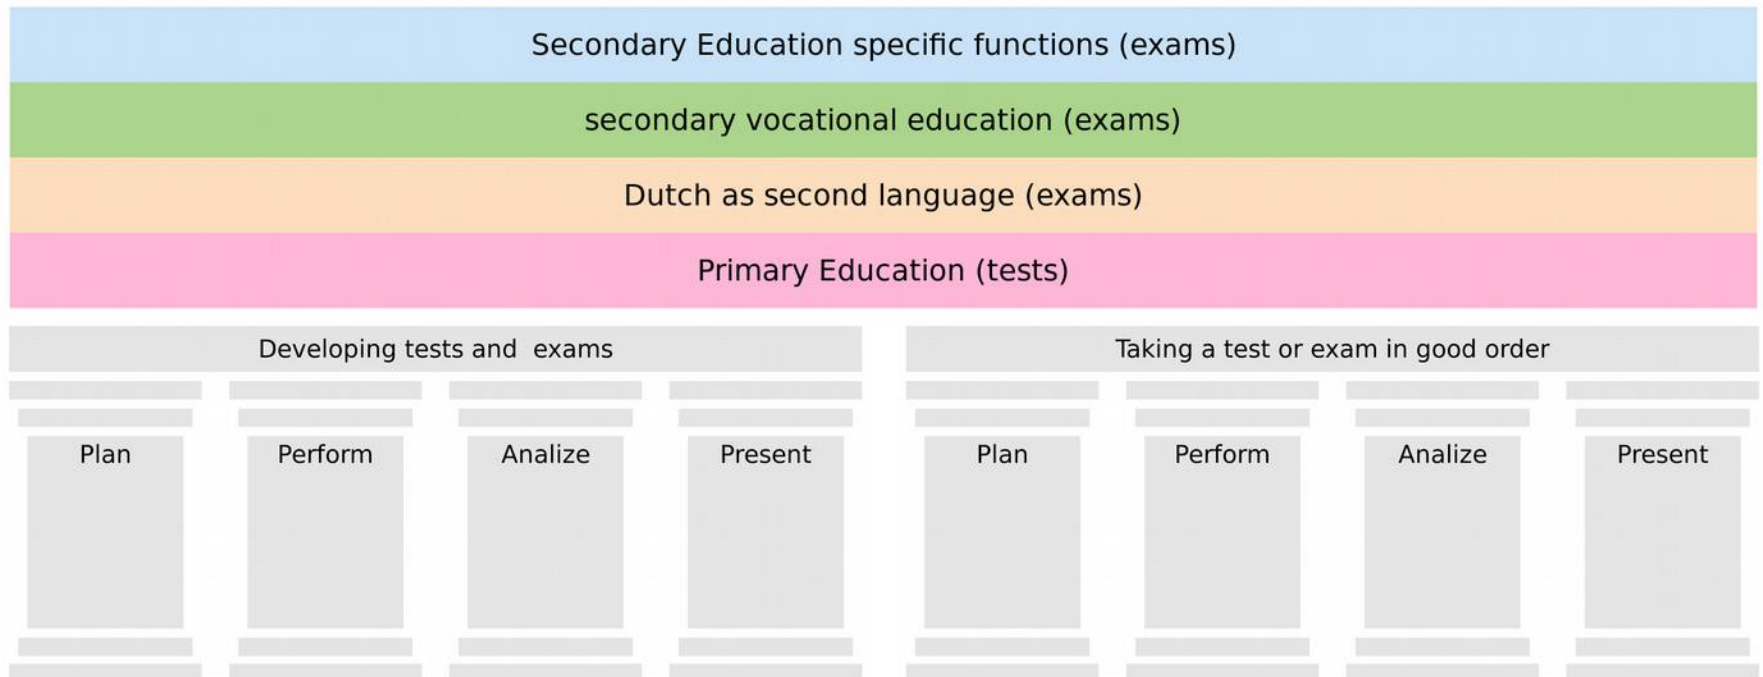 Secondary Education specific functions (exams)
secondary vocational education (exams)
Dutch as second language (exams)
Primary Education (tests)
Developing tests and  exams
Taking a test or exam in good order
Plan
Perform
Analize
Present
Plan
Perform
Analize
Present